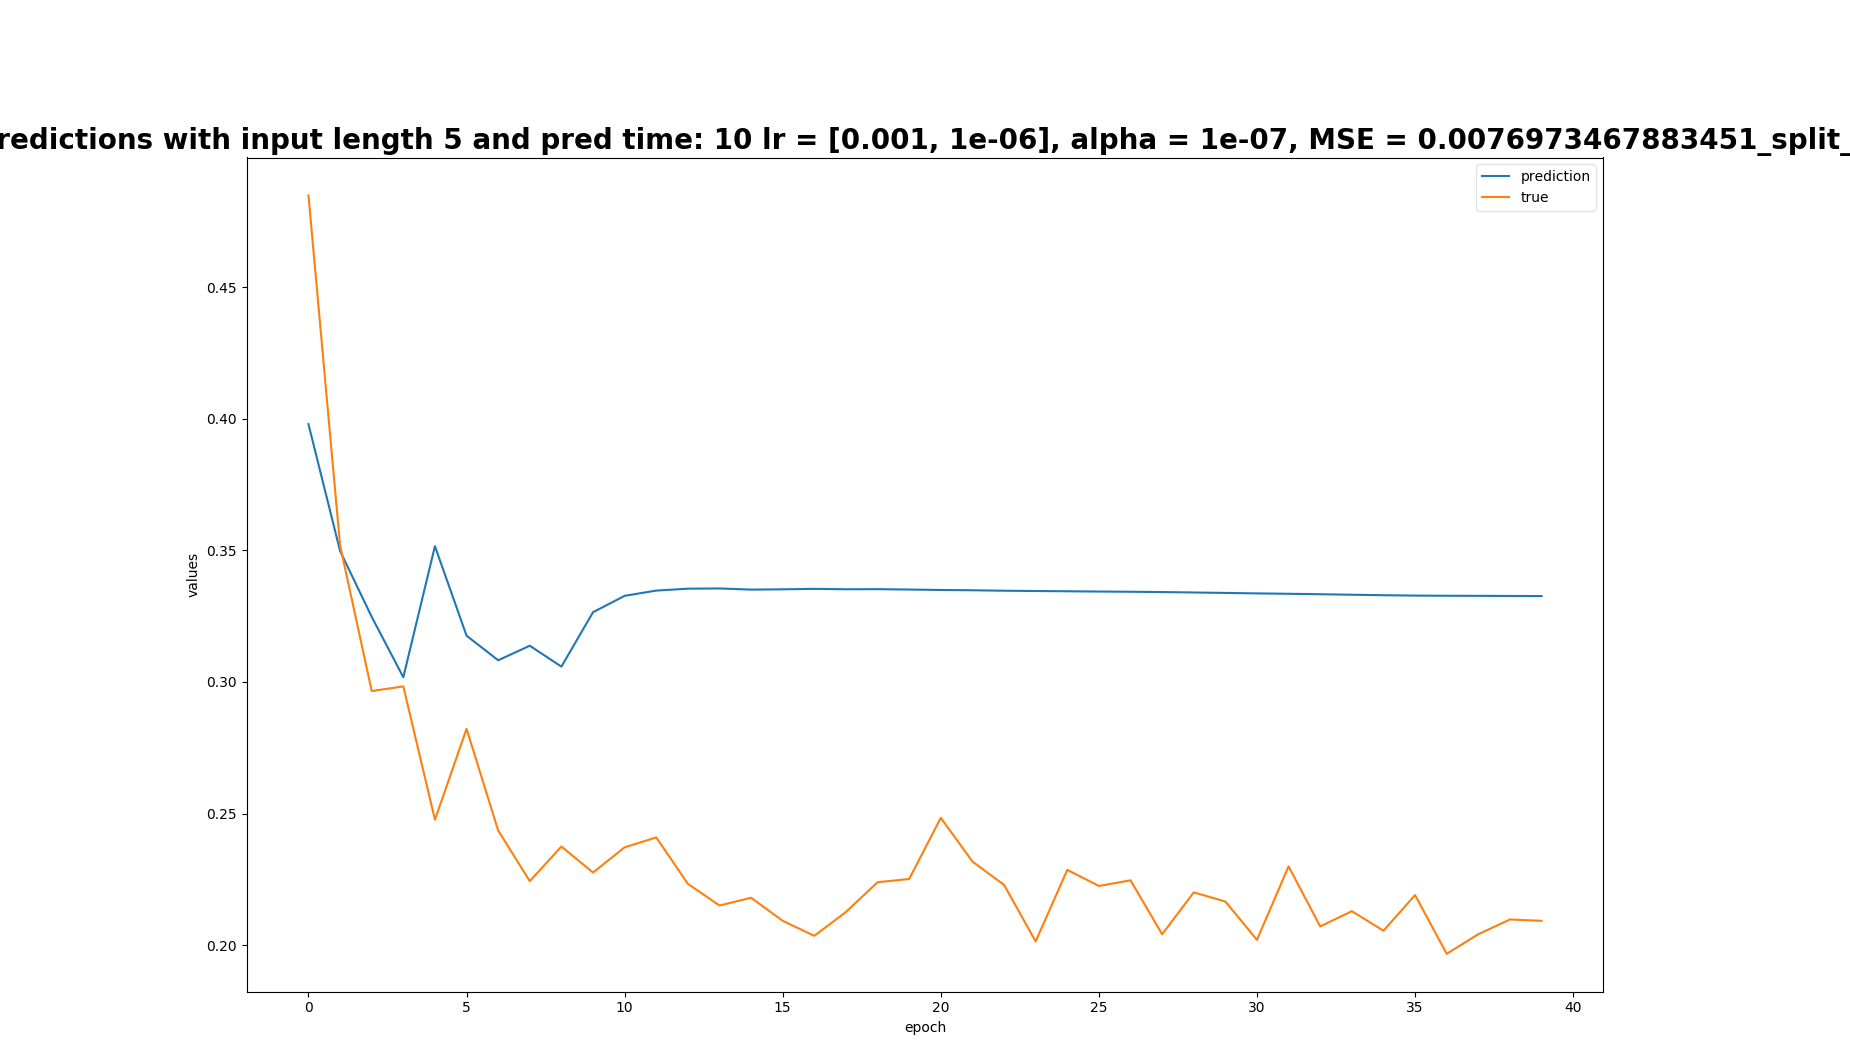 redictions with input length 5 and pred time: 10 lr = [0.001, 1e-06], alpha = 1e-07, MSE = 0.0076973467883451_split_
prediction
true
0.45
0.40
0.35
0.30
0.25
0.20
values
0 5 10 15 20 25 30 35 40
epoch